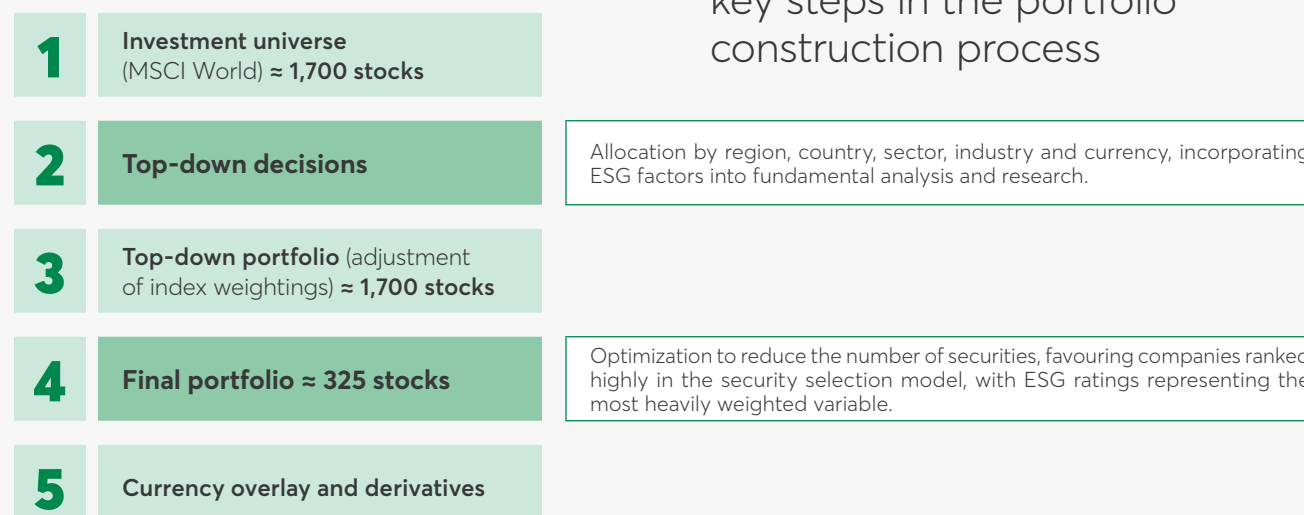 key steps in the portfolio
construction process
1
Investment universe
(MSCI World) ≈ 1,700 stocks
2
Top-down decisions
Allocation by region, country, sector, industry and currency, incorporating
ESG factors into fundamental analysis and research.
3
Top-down portfolio (adjustment
of index weightings) ≈ 1,700 stocks
4
Final portfolio ≈ 325 stocks
Optimization to reduce the number of securities, favouring companies ranked
highly in the security selection model, with ESG ratings representing the
most heavily weighted variable.
5
Currency overlay and derivatives